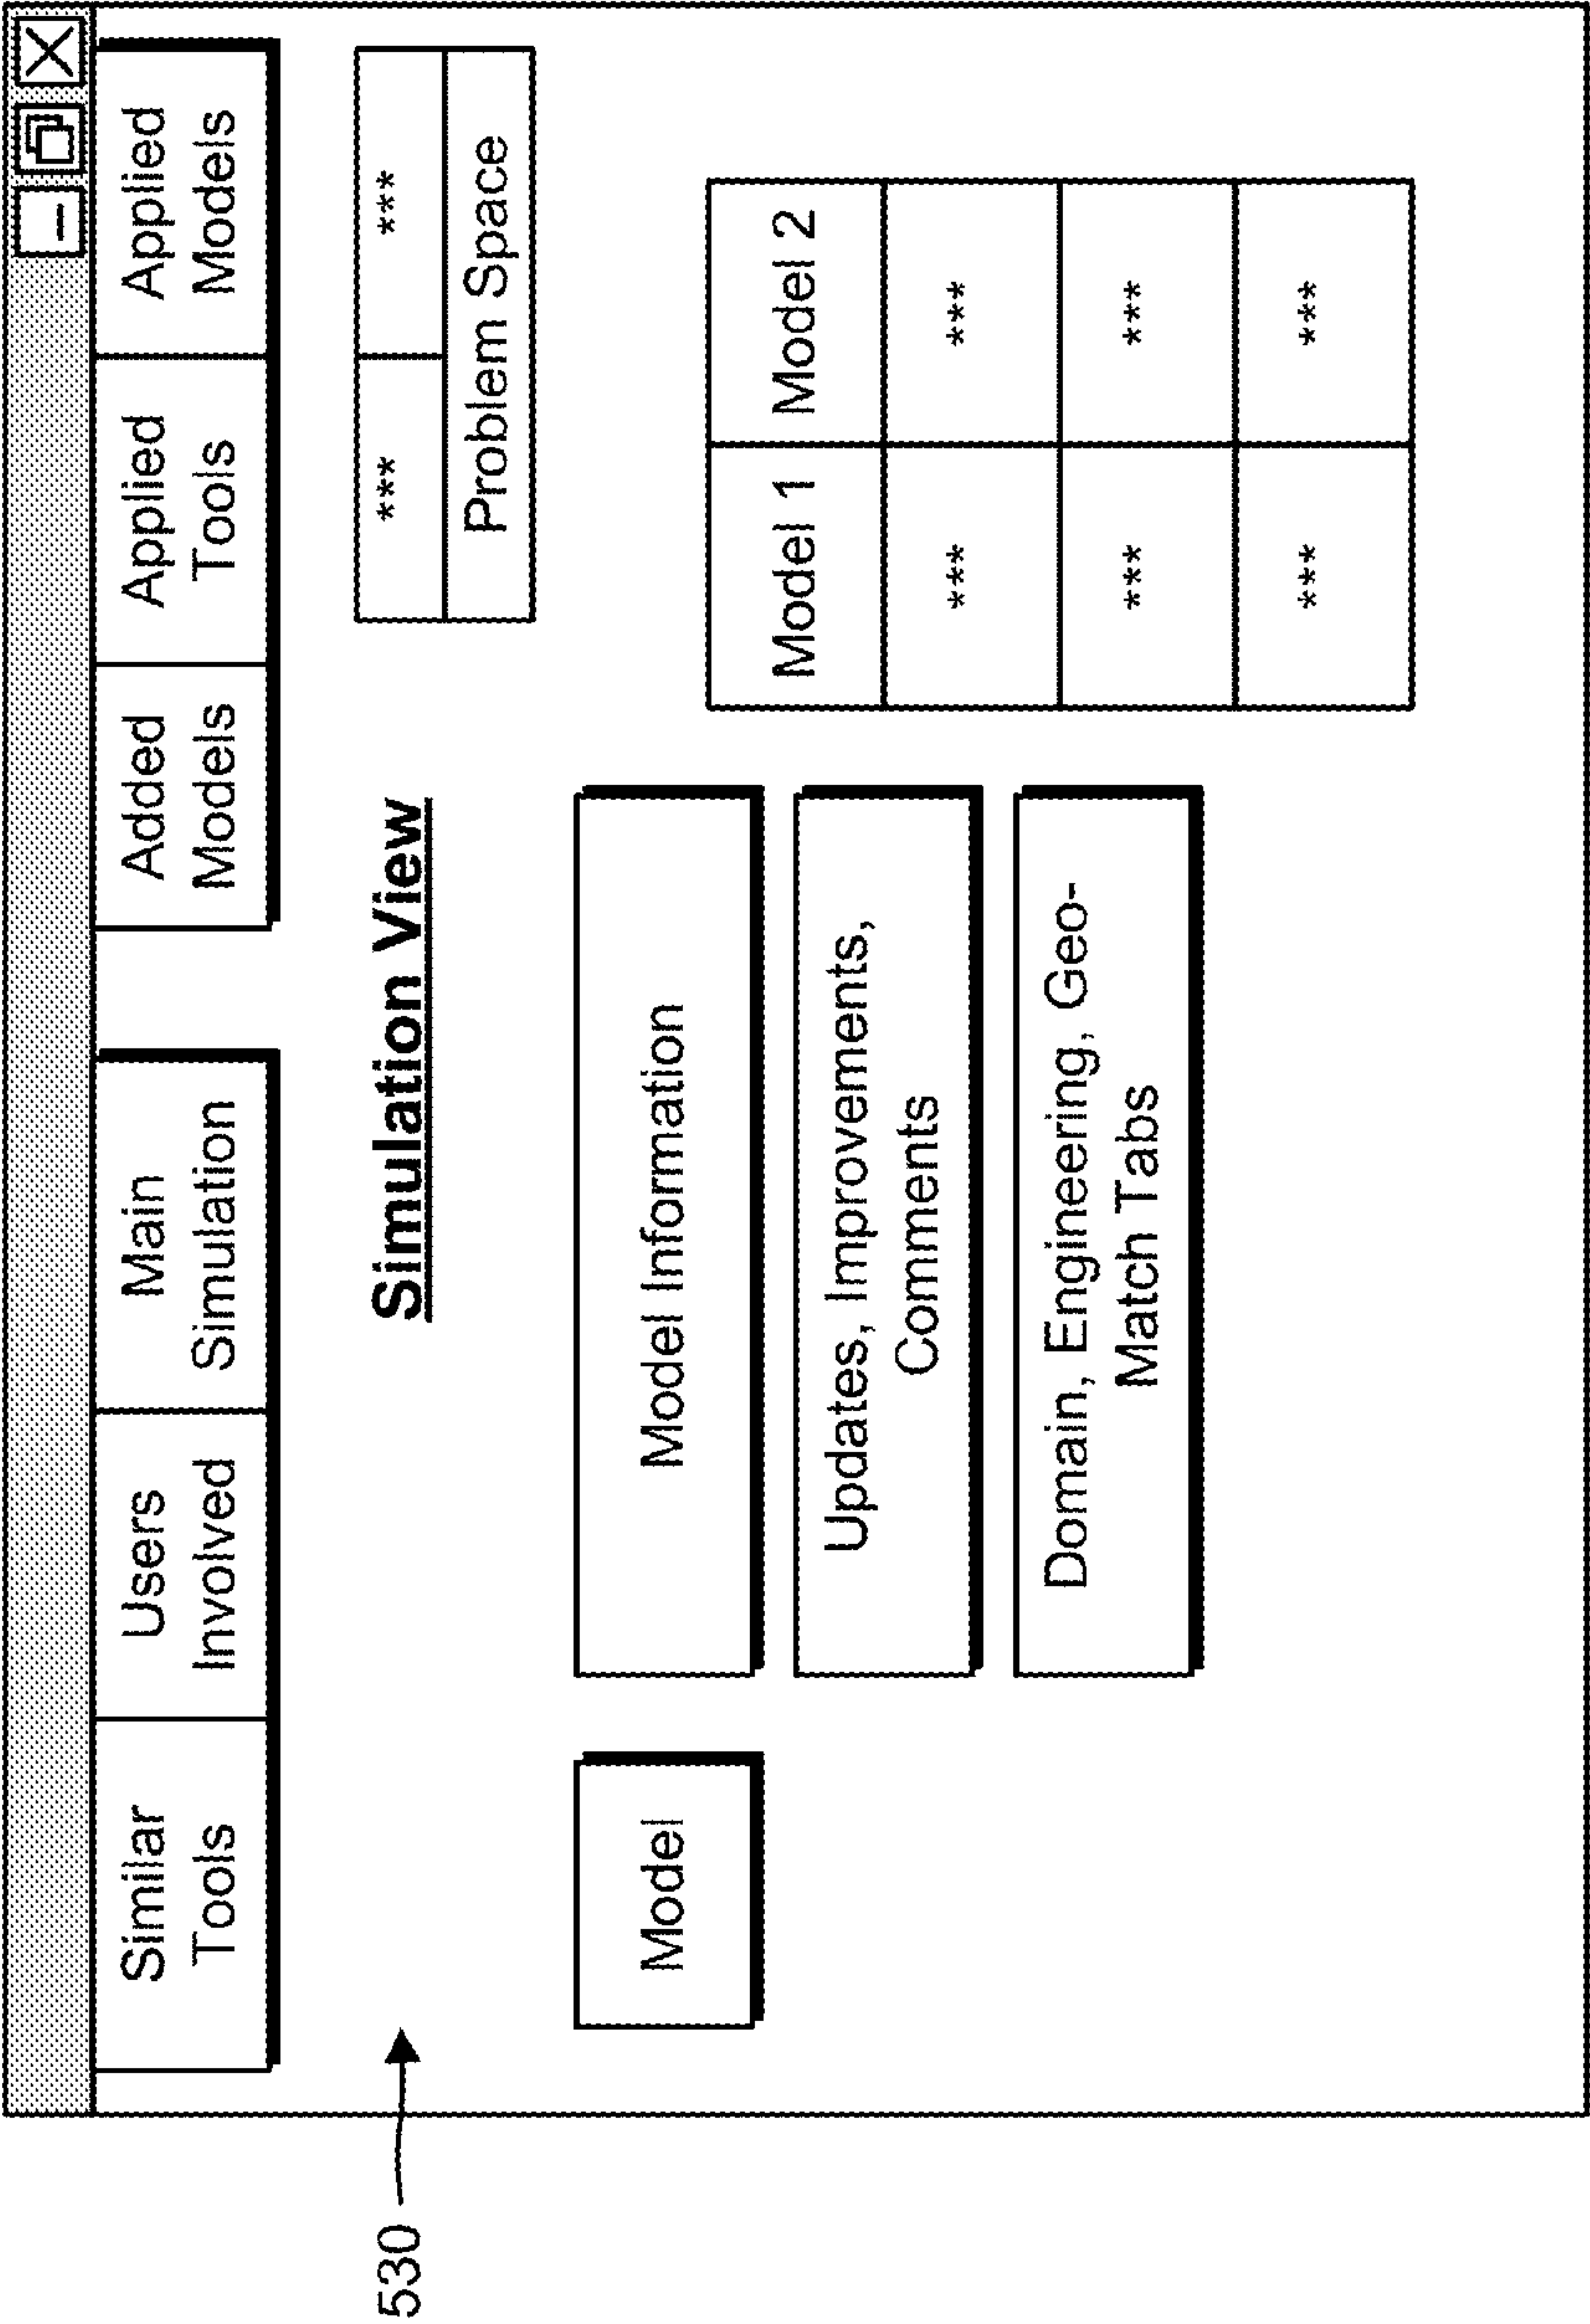 Similar
Tools
Users
Involved
Main
Simulation
Added
Models
Applied
Tools
Applied
Models
530
Simulation View
*** ***
Problem Space
Model
Model Information
Updates, Improvements,
Comments
Domain, Engineering, Geo-
Match Tabs
Model 1 Model 2
*** ***
*** ***
*** ***